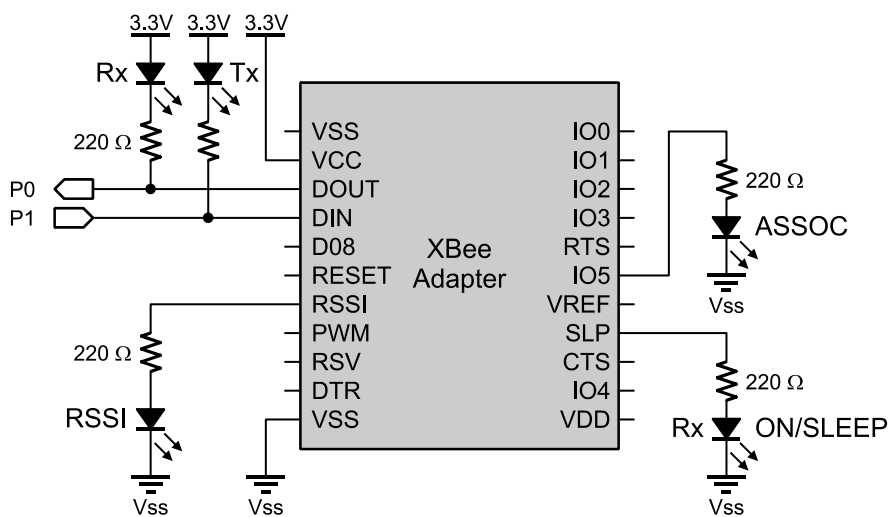 3.3V 3.3V 3.3V
Rx Tx
220 Ω
P0
P1
VSS
VCC
DOUT
DIN
D08
RESET
RSSI
PWM
RSV
DTR
VSS
XBee
Adapter
IO0
IO1
IO2
IO3
RTS
IO5
VREF
SLP
CTS
IO4
VDD
220 Ω
ASSOC
Vss
220 Ω
RSSI
Vss
Vss
220 Ω
Rx ON/SLEEP
Vss